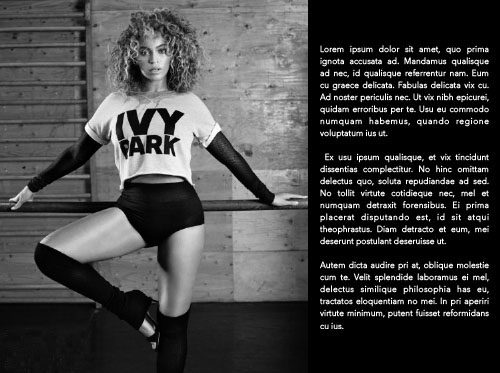 IVY
PARK
Lorem ipsum dolor sit amet, quo prima
ignota accusata ad. Mandamus qualisque
ad nec, id qualisque referrentur nam. Eum
cu graece delicata. Fabulas delicata vix cu.
Ad noster periculis nec. Ut vix nibh epicurei,
quidam erroribus per te. Usu eu commodo
numquam habemus, quando regione
voluptatum ius ut.
Ex usu ipsum qualisque, et vix tincidunt
dissentias complectitur. No hinc omittam
delectus quo, soluta repudiandae ad sed.
No tollit virtute cotidieque nec, mel et
numquam detraxit forensibus. Ei prima
placerat disputando est, id sit atqui
theophrastus. Diam detracto et eum, mei
deserunt postulant deseruisse ut.
Autem dicta audire pri at, oblique molestie
cum te. Velit splendide laboramus ei mel,
delectus similique philosophia has eu,
tractatos eloquentiam no mei. In pri aperiri
virtute minimum, putent fuisset reformidans
cu ius.